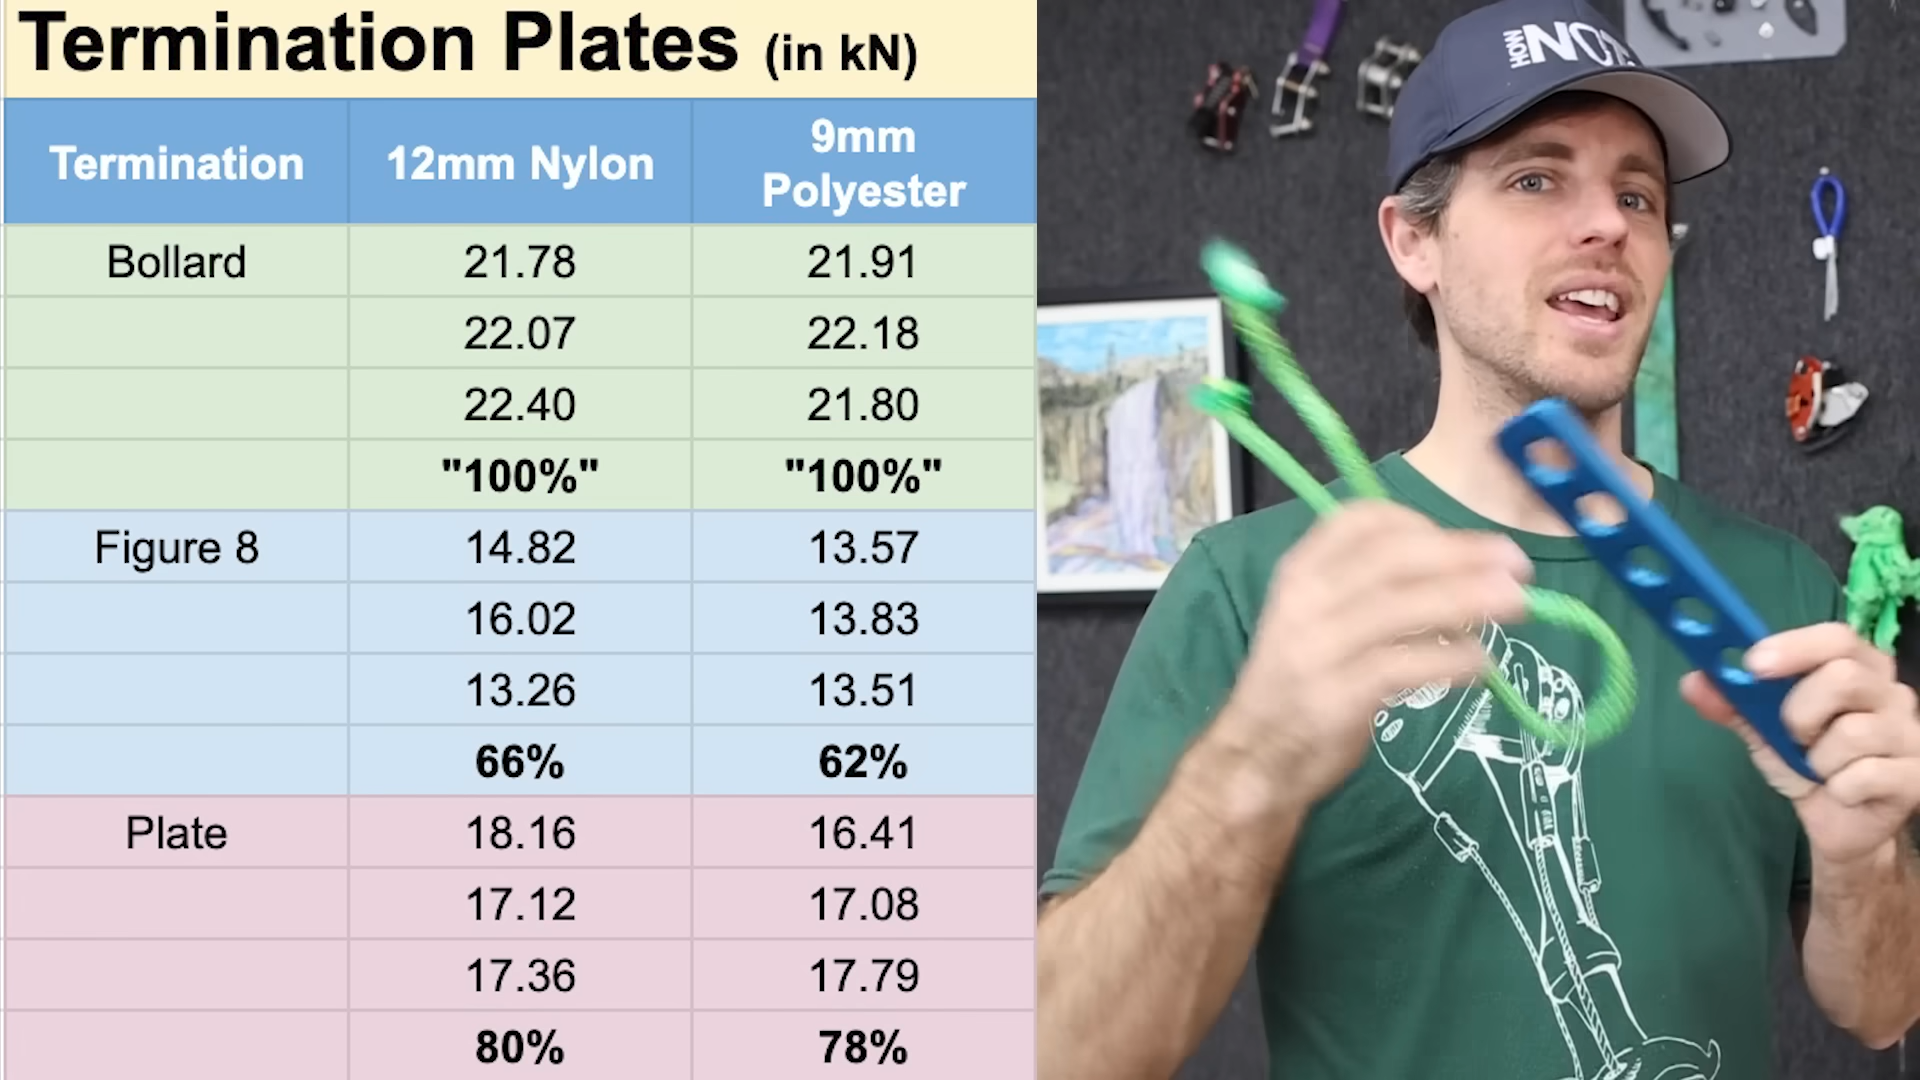 Termination Plates (in kN)
Termination 12mm Nylon 9mm Polyester
Bollard 21.78 21.91
22.07 22.18
22.40 21.80
"100%" "100%"
Figure 8 14.82 13.57
16.02 13.83
13.26 13.51
66% 62%
Plate 18.16 16.41
17.12 17.08
17.36 17.79
80% 78%
HOW NOT